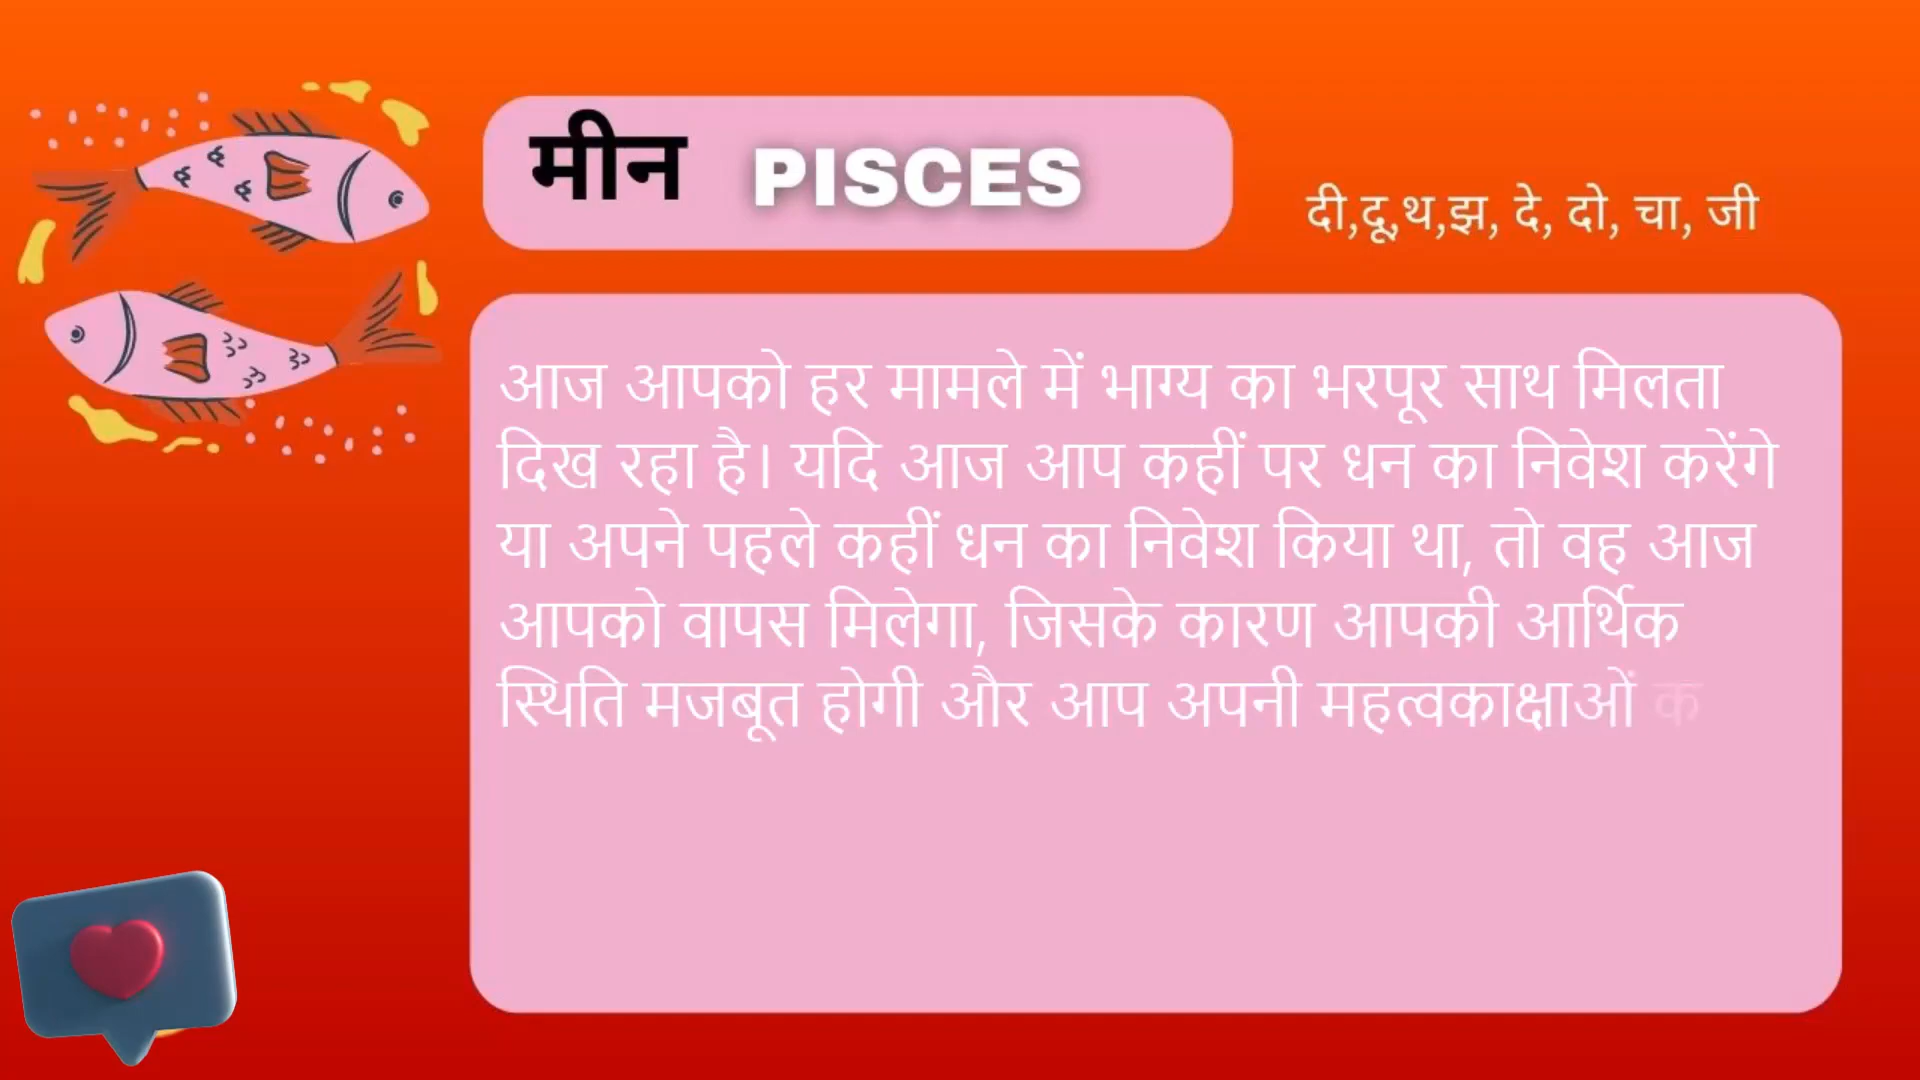 मीन PISCES
दी,दू,थ,झ, दे, दो, चा, जी
आज आपको हर मामले में भाग्य का भरपूर साथ मिलता
दिख रहा है। यदि आज आप कहीं पर धन का निवेश करेंगे
या अपने पहले कहीं धन का निवेश किया था, तो वह आज
आपको वापस मिलेगा, जिसके कारण आपकी आर्थिक
स्थिति मजबूत होगी और आप अपनी महत्वकाक्षाओं क